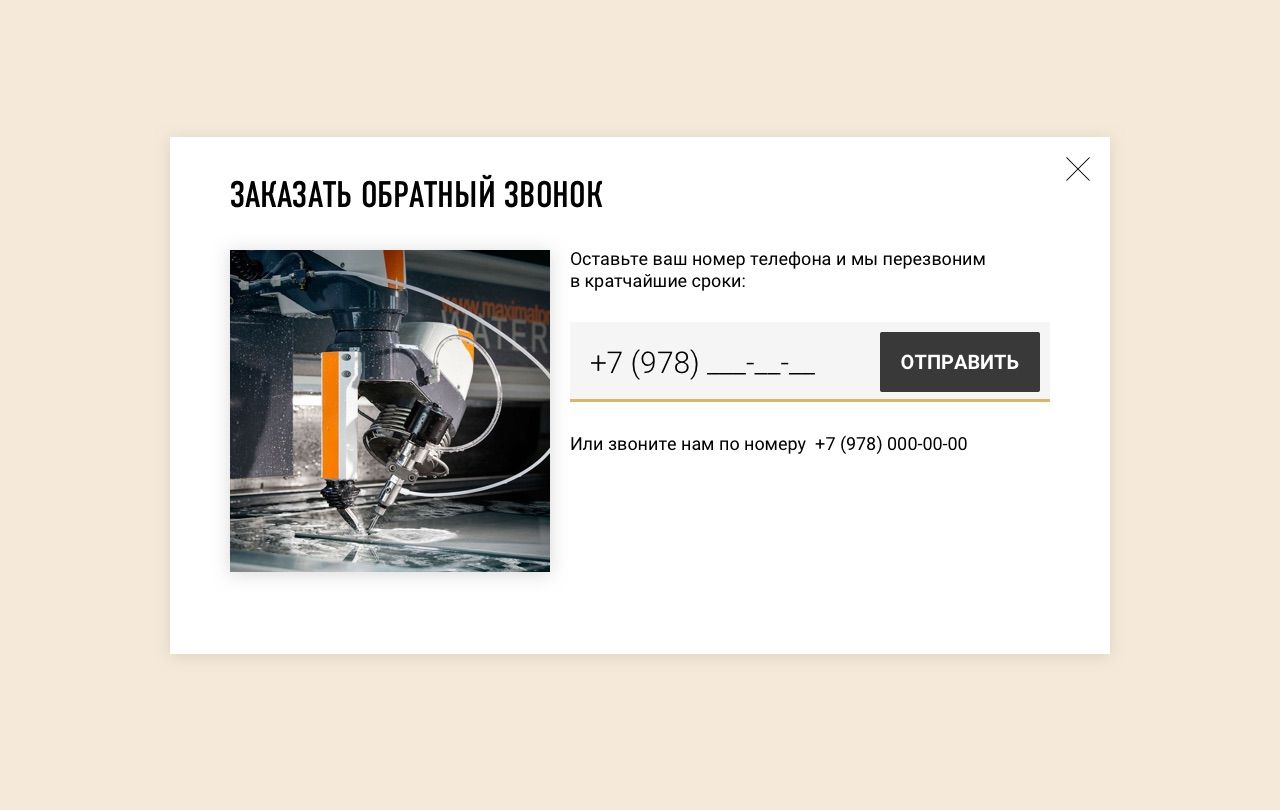 ЗАКАЗАТЬ ОБРАТНЫЙ ЗВОНОК
www.maximator
WATER
Оставьте ваш номер телефона и мы перезвоним
в кратчайшие сроки:
+7 (978) ___-__-__
ОТПРАВИТЬ
Или звоните нам по номеру +7 (978) 000-00-00